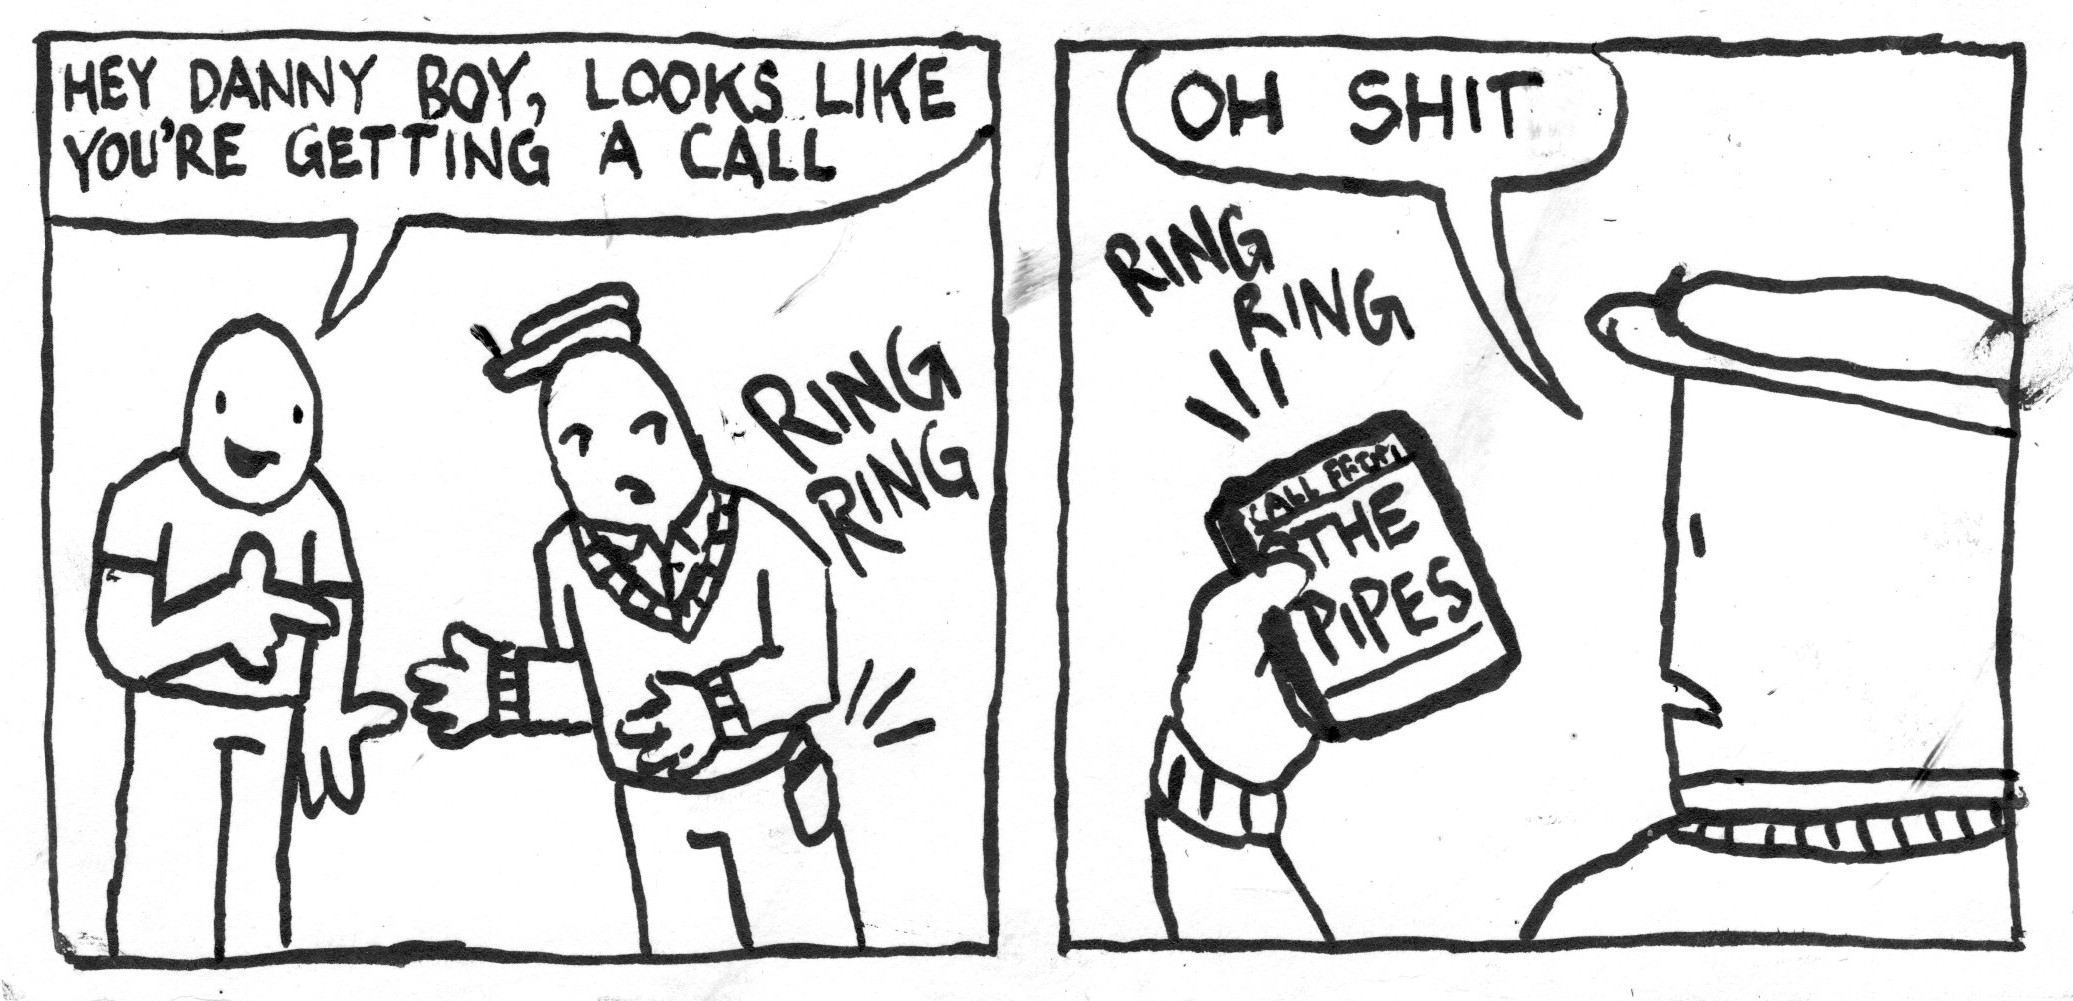 HEY DANNY BOY, LOOKS LIKE
YOU'RE GETTING A CALL
RING
RING
OH SHIT
RING
RING
CALL FROM
THE
PIPES